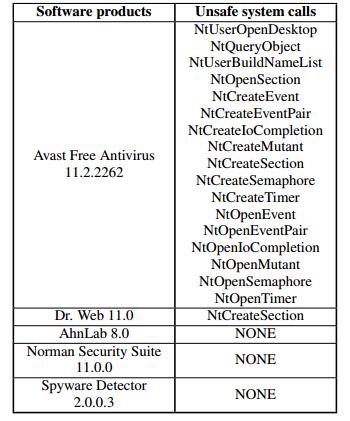 Software products Unsafe system calls
Avast Free Antivirus
11.2.2262
NtUserOpenDesktop
NtQueryObject
NtUserBuildNameList
NtOpenSection
NtCreateEvent
NtCreateEventPair
NtCreateIoCompletion
NtCreateMutant
NtCreateSection
NtCreateSemaphore
NtCreateTimer
NtOpenEvent
NtOpenEventPair
NtOpenIoCompletion
NtOpenMutant
NtOpenSemaphore
NtOpenTimer
Dr. Web 11.0 NtCreateSection
AhnLab 8.0 NONE
Norman Security Suite
11.0.0
NONE
Spyware Detector
2.0.0.3
NONE